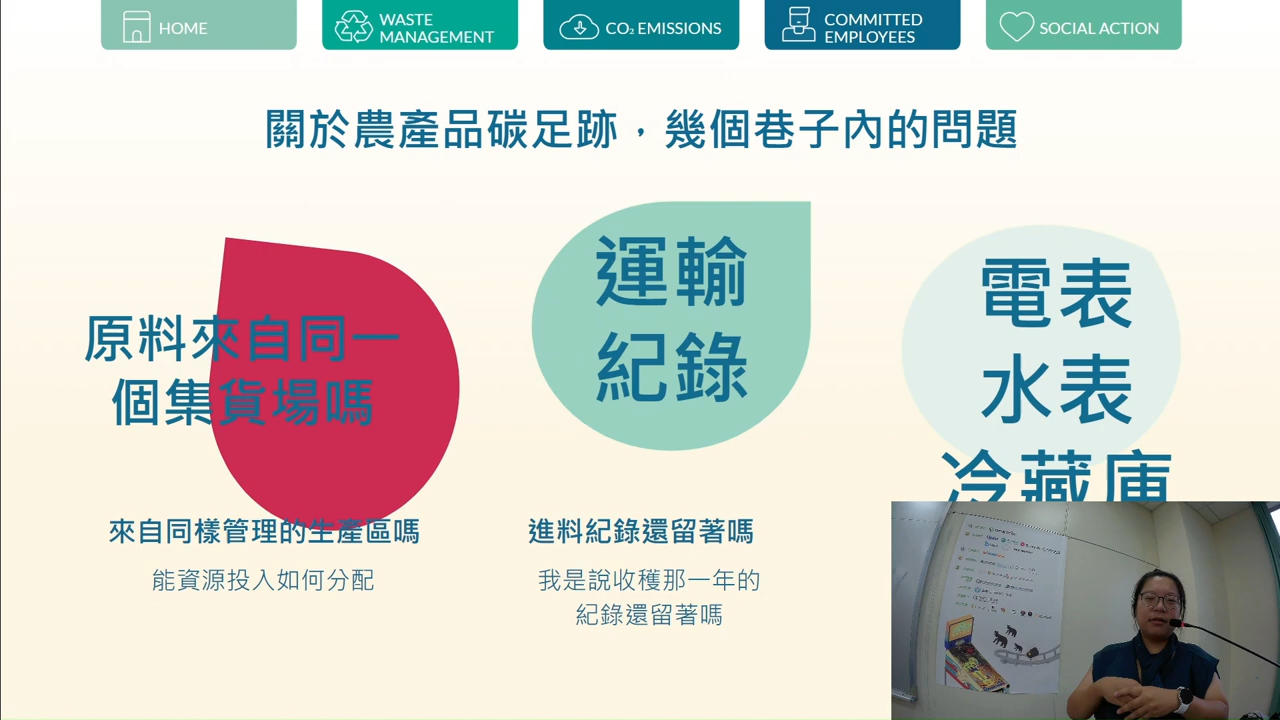 HOME
WASTE
MANAGEMENT
CO₂ EMISSIONS
COMMITTED
EMPLOYEES
SOCIAL ACTION
關於農產品碳足跡，幾個巷子內的問題
原料來自同一
個集貨場嗎
來自同樣管理的生產區嗎
能資源投入如何分配
運輸
紀錄
進料紀錄還留著嗎
我是說收穫那一年的
紀錄還留著嗎
電表
水表
冷藏庫